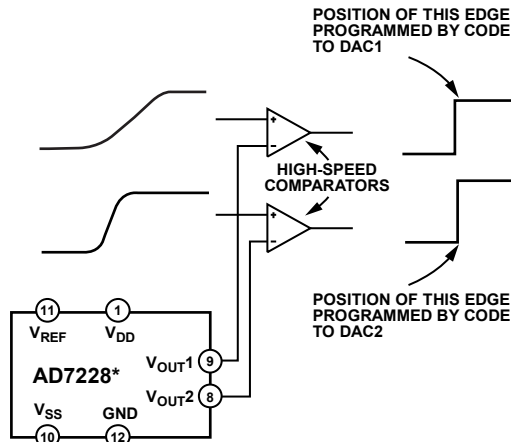 POSITION OF THIS EDGE
PROGRAMMED BY CODE
TO DAC1
+
−
HIGH-SPEED
COMPARATORS
+
−
POSITION OF THIS EDGE
PROGRAMMED BY CODE
TO DAC2
11
1
VREF
VDD
VOUT1
9
AD7228*
VOUT2
8
VSS
GND
10
12